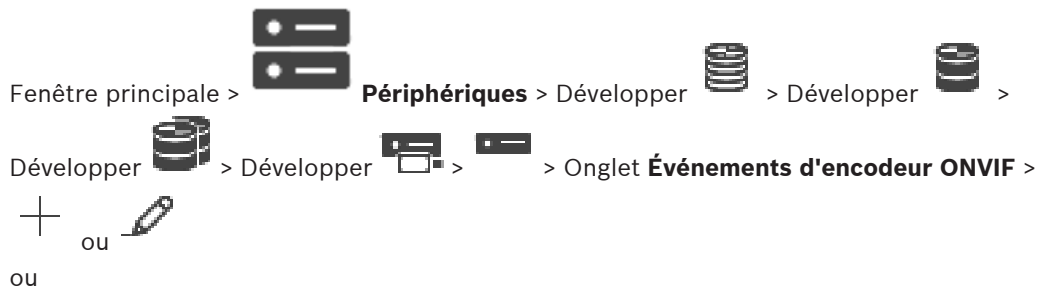 Fenêtre principale > Périphériques > Développer > Développer >
Développer > Développer > > Onglet Événements d'encodeur ONVIF >
ou
ou